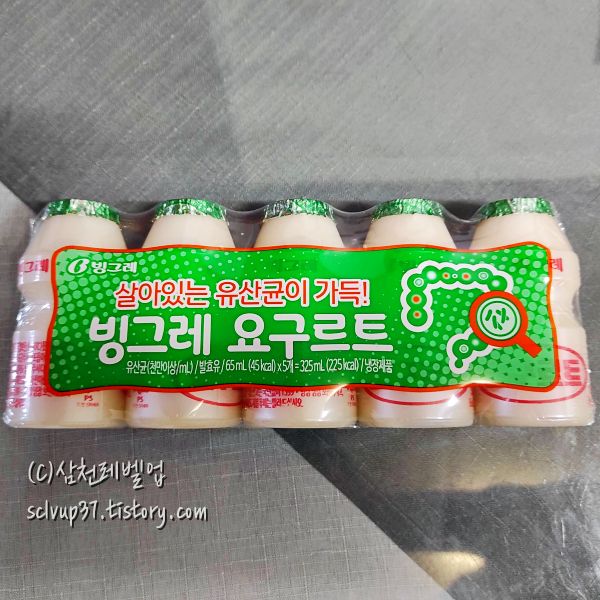 빙그레
살아있는 유산균이 가득!
빙그레 요구르트
유산균(천만이상/mL) / 발효유 / 65 mL (45 kcal) x 5개 = 325 mL (225 kcal) / 냉장제품
PS
(C)삼천레벨업
sclvup37.tistory.com